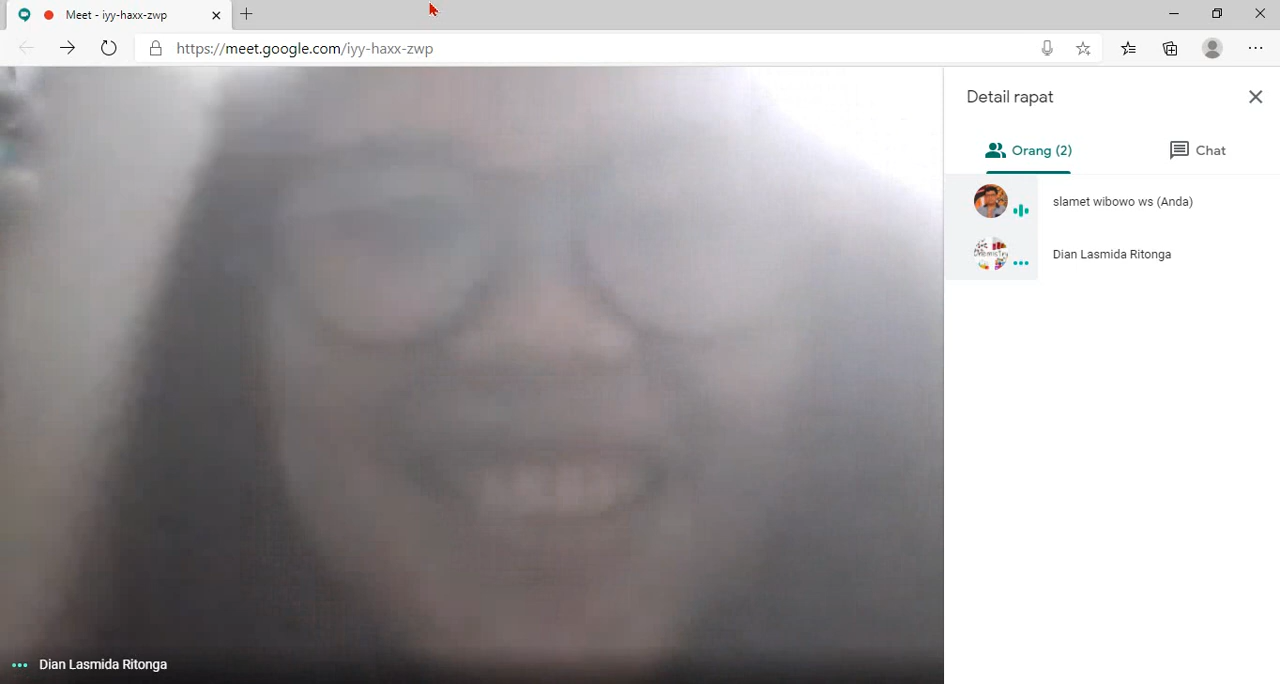 Meet - iyy-haxx-zwp
https://meet.google.com/iyy-haxx-zwp
Detail rapat
Orang (2)
Chat
slamet wibowo ws (Anda)
Chemistry
Dian Lasmida Ritonga
Dian Lasmida Ritonga